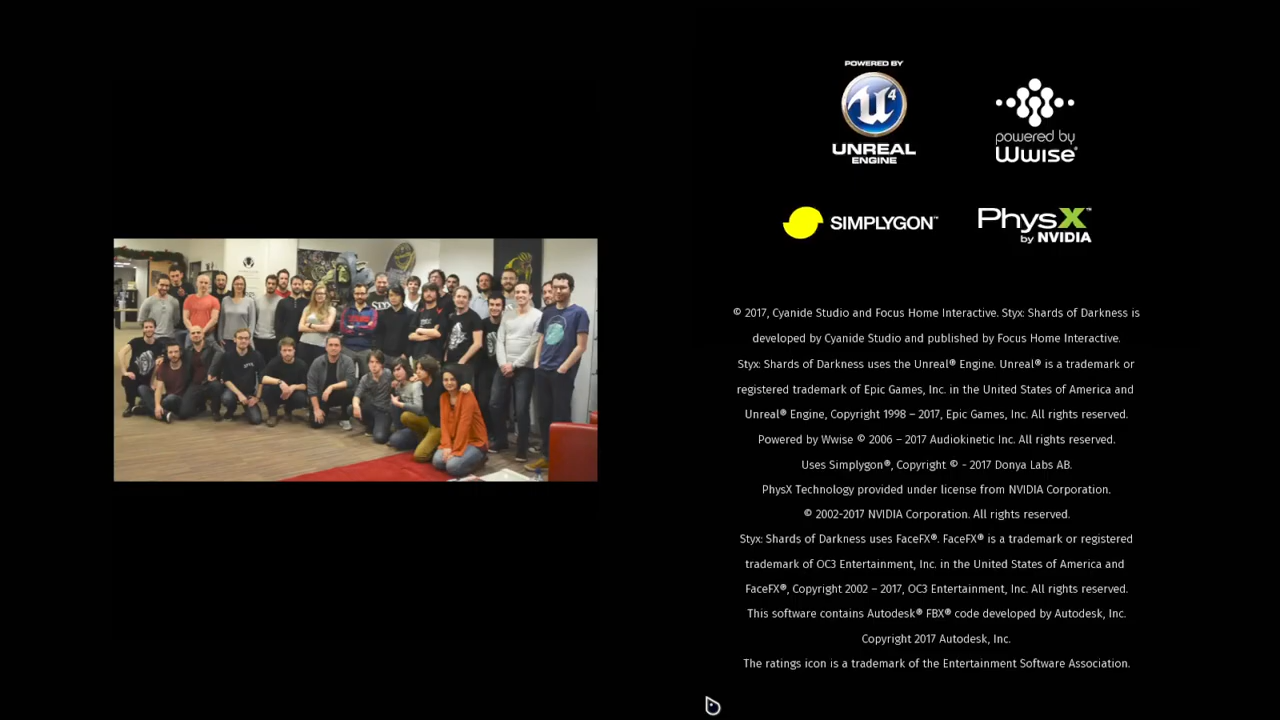 POWERED BY
UNREAL
ENGINE
powered by
Wwise®
SIMPLYGON™
PhysX™
by NVIDIA
© 2017, Cyanide Studio and Focus Home Interactive. Styx: Shards of Darkness is
developed by Cyanide Studio and published by Focus Home Interactive.
Styx: Shards of Darkness uses the Unreal® Engine. Unreal® is a trademark or
registered trademark of Epic Games, Inc. in the United States of America and
Unreal® Engine, Copyright 1998 – 2017, Epic Games, Inc. All rights reserved.
Powered by Wwise © 2006 – 2017 Audiokinetic Inc. All rights reserved.
Uses Simplygon®, Copyright © - 2017 Donya Labs AB.
PhysX Technology provided under license from NVIDIA Corporation.
© 2002-2017 NVIDIA Corporation. All rights reserved.
Styx: Shards of Darkness uses FaceFX®. FaceFX® is a trademark or registered
trademark of OC3 Entertainment, Inc. in the United States of America and
FaceFX®, Copyright 2002 – 2017, OC3 Entertainment, Inc. All rights reserved.
This software contains Autodesk® FBX® code developed by Autodesk, Inc.
Copyright 2017 Autodesk, Inc.
The ratings icon is a trademark of the Entertainment Software Association.